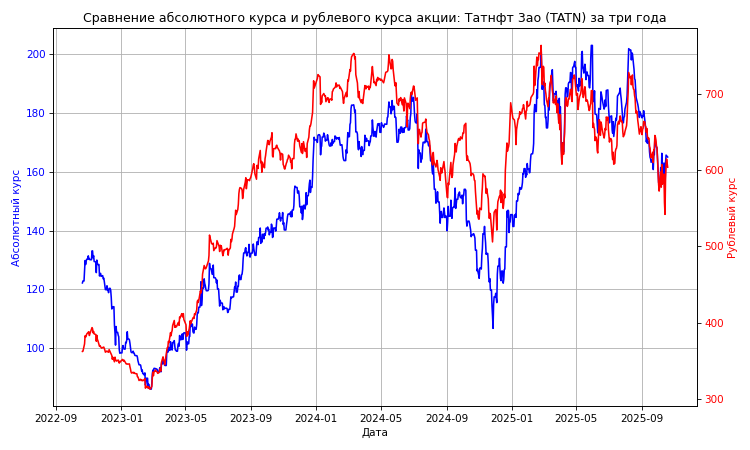 Сравнение абсолютного курса и рублевого курса акции: Татнфт 3ао (TATN) за три года
Абсолютный курс
200
180
160
140
120
100
700
600
500
400
300
Рублевый курс
2022-09 2023-01 2023-05 2023-09 2024-01 2024-05 2024-09 2025-01 2025-05 2025-09
Дата